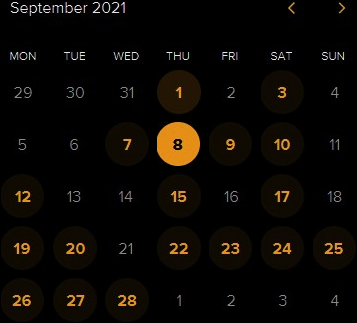 September 2021
MON TUE WED THU FRI SAT SUN
29 30 31 1 2 3 4
5 6 7 8 9 10 11
12 13 14 15 16 17 18
19 20 21 22 23 24 25
26 27 28 1 2 3 4